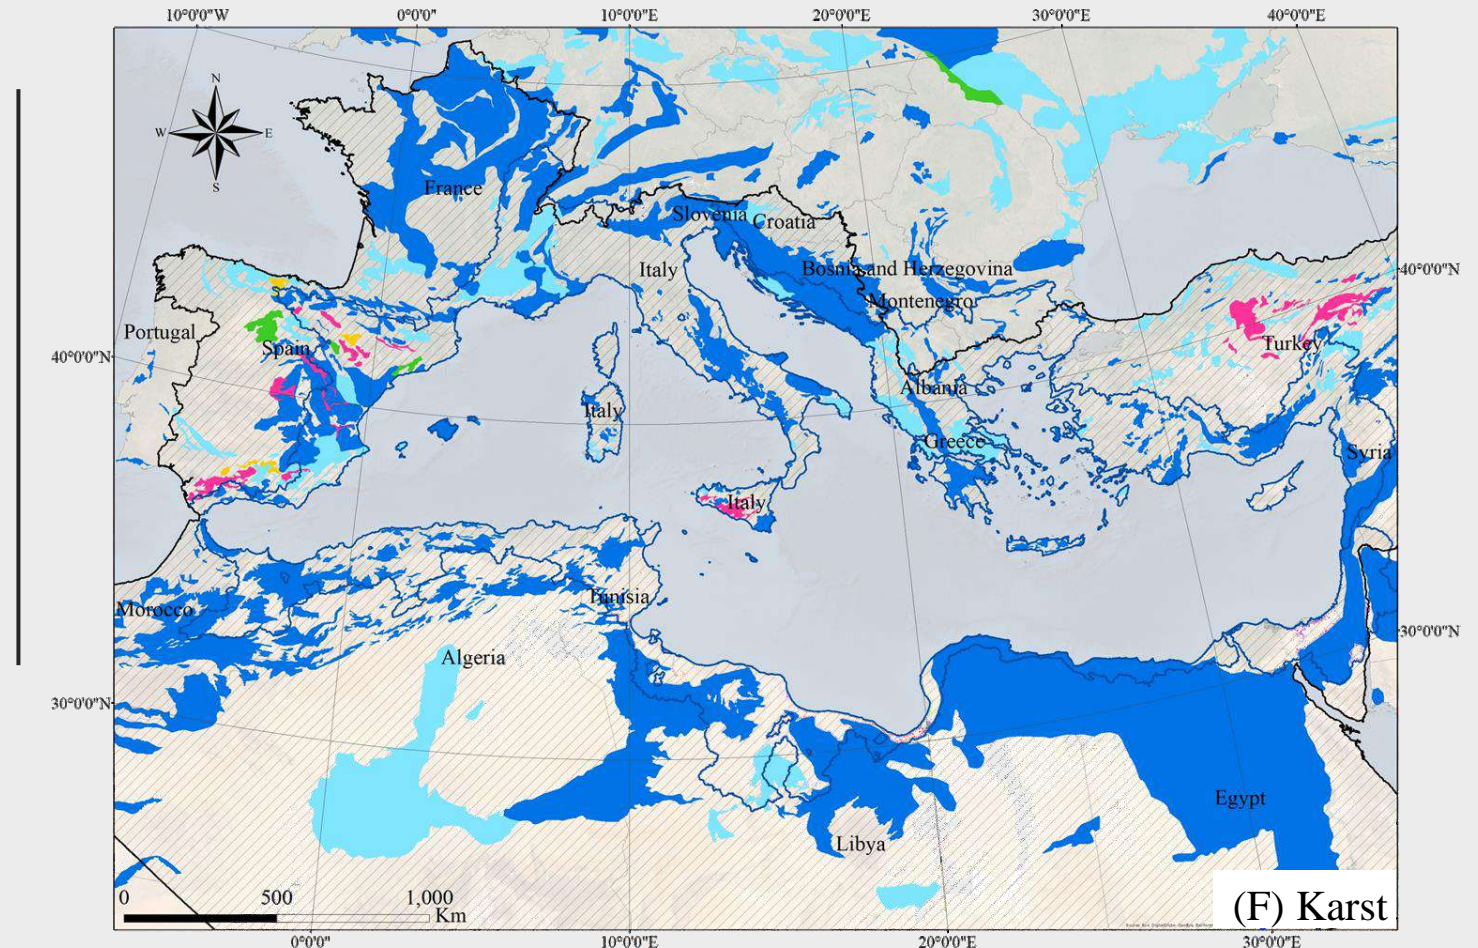 10°0'0"W 0°0'0" 10°0'0"E 20°0'0"E 30°0'0"E 40°0'0"E
N
W E
S
France
Slovenia
Croatia
Italy
Bosnia and Herzegovina
40°0'0"N
Montenegro
Portugal
Spain
Turkey
40°0'0"N
Albania
Italy
Greece
Syria
Italy
Tunisia
Morocco
30°0'0"N
Algeria
30°0'0"N
Egypt
Libya
0 500 1,000
Km
(F) Karst
0°0'0" 10°0'0"E 20°0'0"E 30°0'0"E